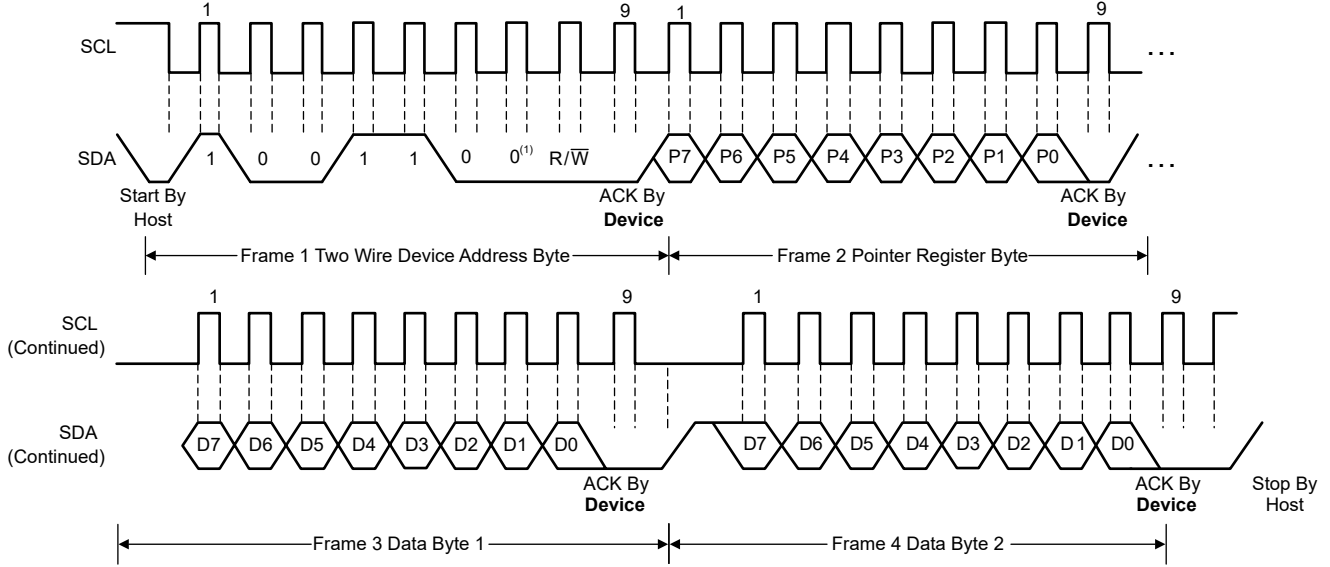 1 9 1 9
SCL ...
SDA 1 0 0 1 1 0 0(1) R/W̅ P7 P6 P5 P4 P3 P2 P1 P0 ...
Start By
Host
ACK By
Device
ACK By
Device
Frame 1 Two Wire Device Address Byte Frame 2 Pointer Register Byte
1 9 1 9
SCL
(Continued)
SDA
(Continued)
D7 D6 D5 D4 D3 D2 D1 D0 D7 D6 D5 D4 D3 D2 D1 D0
ACK By
Device
ACK By
Device
Stop By
Host
Frame 3 Data Byte 1 Frame 4 Data Byte 2